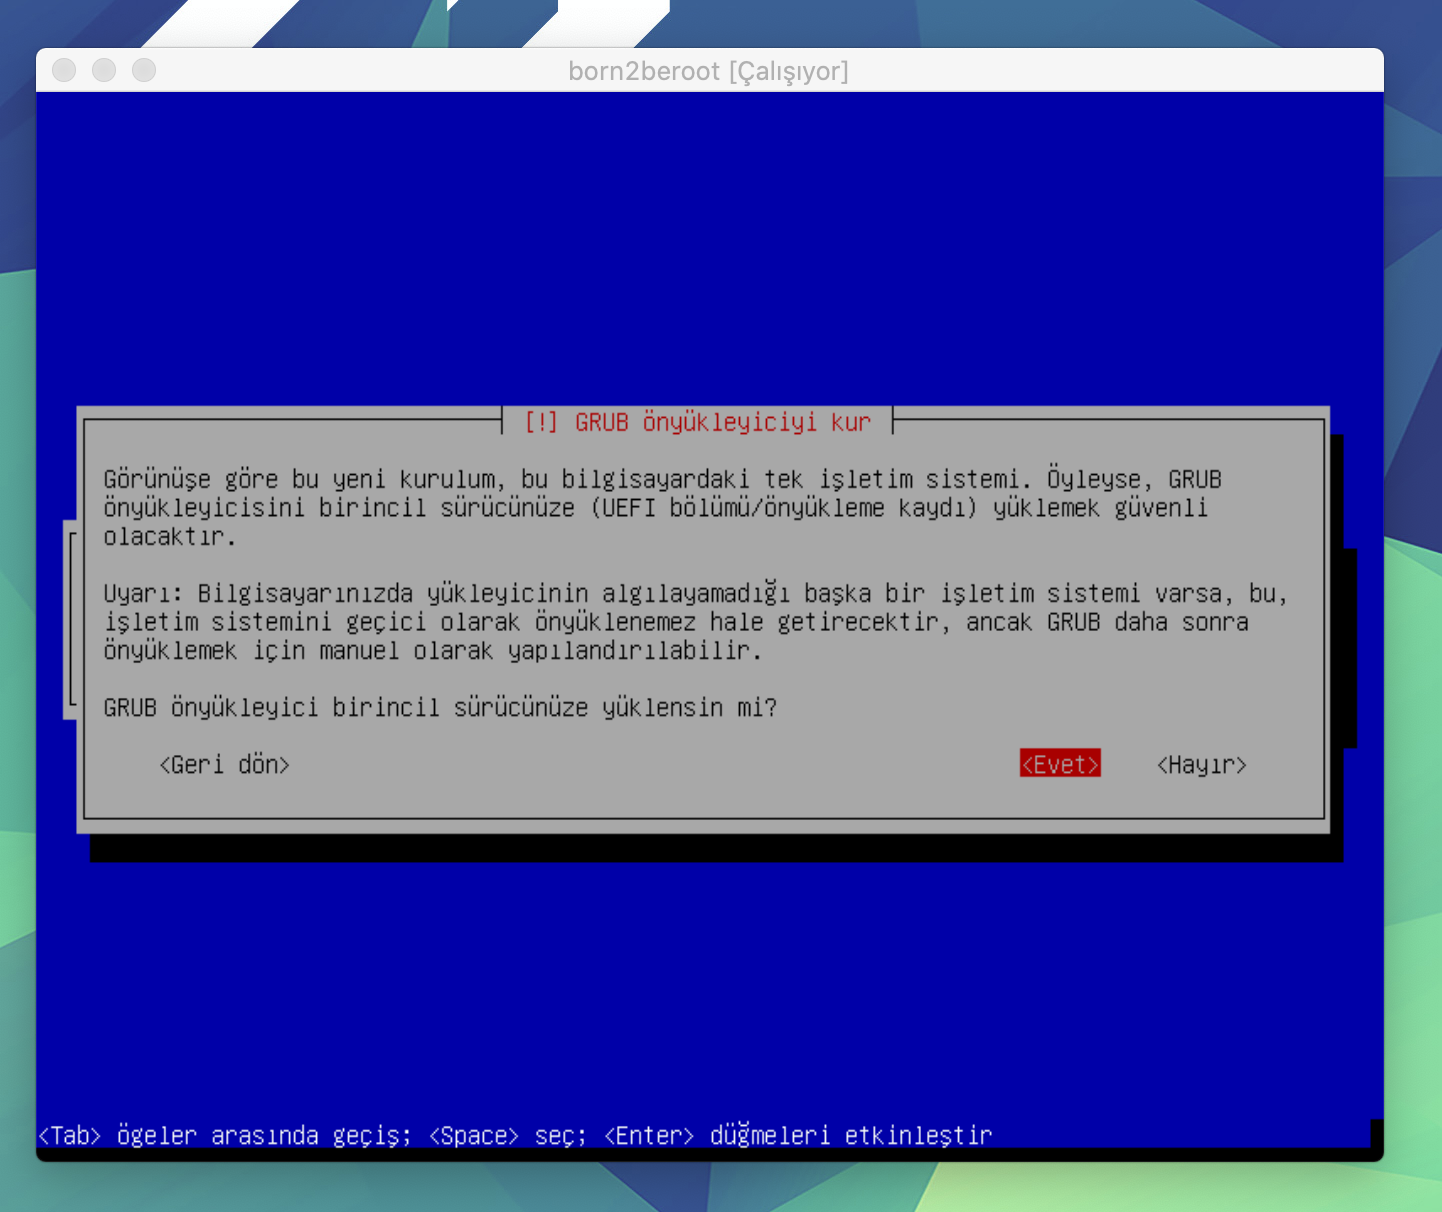 born2beroot [Çalışıyor]
[!] GRUB önyükleyiciyi kur
Görünüşe göre bu yeni kurulum, bu bilgisayardaki tek işletim sistemi. Öyleyse, GRUB
önyükleyicisini birincil sürücünüze (UEFI bölümü/önyükleme kaydı) yüklemek güvenli
olacaktır.
Uyarı: Bilgisayarınızda yükleyicinin algılayamadığı başka bir işletim sistemi varsa, bu,
işletim sistemini geçici olarak önyüklenemez hale getirecektir, ancak GRUB daha sonra
önyüklemek için manuel olarak yapılandırılabilir.
GRUB önyükleyici birincil sürücünüze yüklensin mi?
<Geri dön> <Evet> <Hayır>
<Tab> ögeler arasında geçiş; <Space> seç; <Enter> düğmeleri etkinleştir